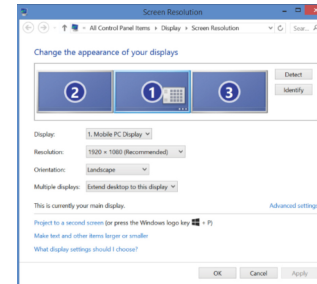 Screen Resolution
« All Control Panel Items › Display › Screen Resolution
Sear...
Change the appearance of your displays
2 1 3
Detect
Identify
Display: 1. Mobile PC Display
Resolution: 1920 × 1080 (Recommended)
Orientation: Landscape
Multiple displays: Extend desktop to this display
This is currently your main display. Advanced settings
Project to a second screen (or press the Windows logo key + P)
Make text and other items larger or smaller
What display settings should I choose?
OK Cancel Apply